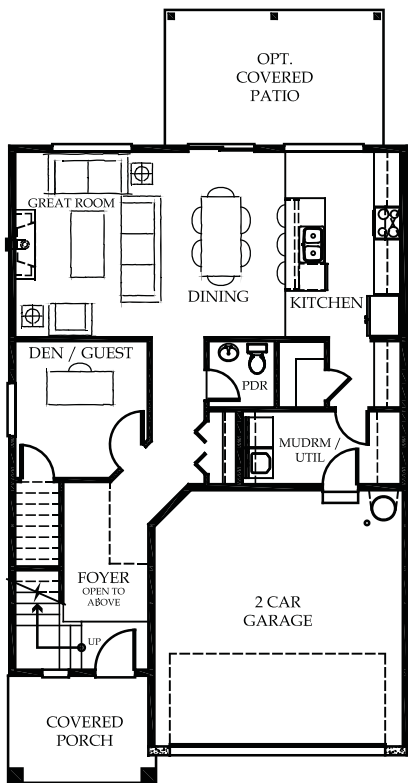 OPT.
COVERED
PATIO
GREAT ROOM
DINING
KITCHEN
DEN / GUEST
PDR
MUDRM /
UTIL
FOYER
OPEN TO
ABOVE
2 CAR
GARAGE
UP
COVERED
PORCH